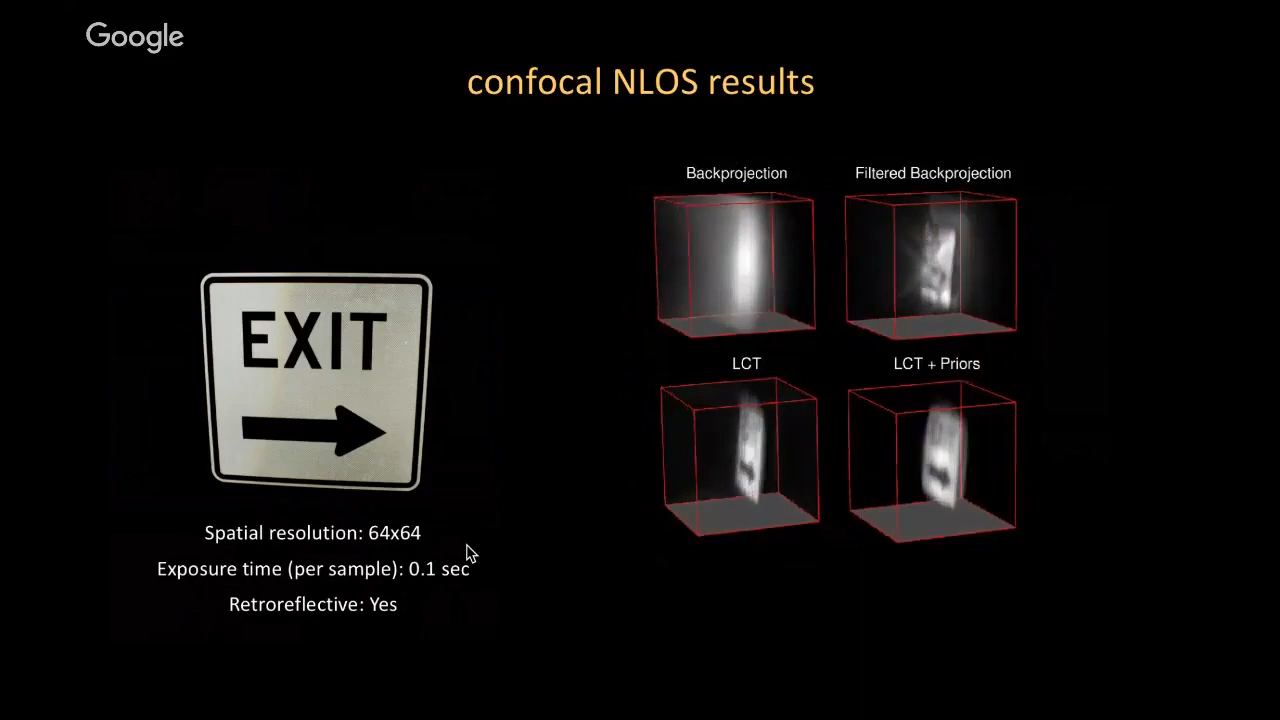 Google
confocal NLOS results
EXIT
Spatial resolution: 64x64
Exposure time (per sample): 0.1 sec
Retroreflective: Yes
Backprojection
Filtered Backprojection
LCT
LCT + Priors